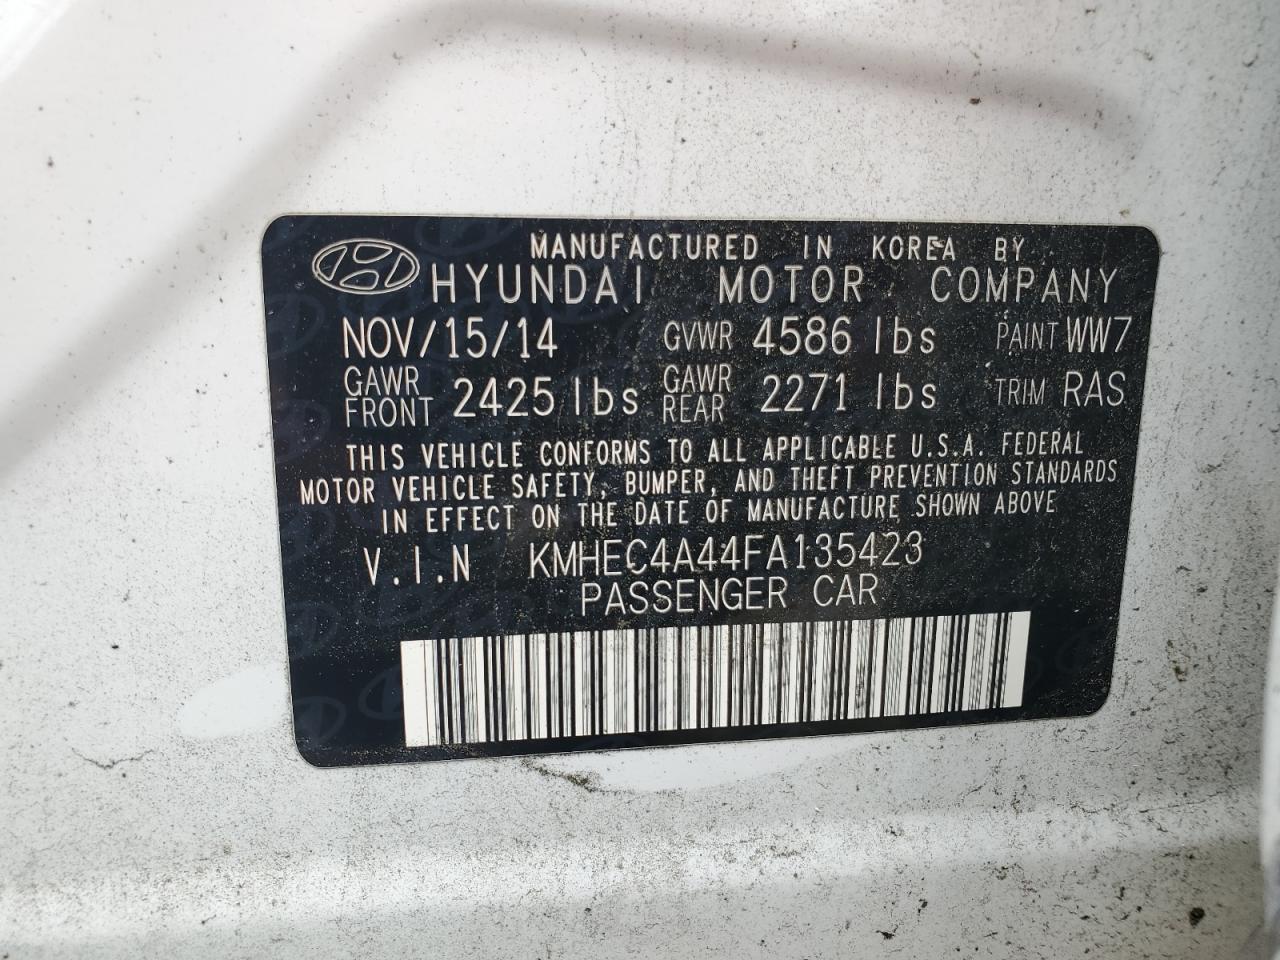 MANUFACTURED IN KOREA BY
HYUNDAI MOTOR COMPANY
NOV/15/14 GVWR 4586 lbs PAINT WW7
GAWR FRONT 2425 lbs GAWR REAR 2271 lbs TRIM RAS
THIS VEHICLE CONFORMS TO ALL APPLICABLE U.S.A. FEDERAL
MOTOR VEHICLE SAFETY, BUMPER, AND THEFT PREVENTION STANDARDS
IN EFFECT ON THE DATE OF MANUFACTURE SHOWN ABOVE
V.I.N KMHEC4A44FA135423
PASSENGER CAR